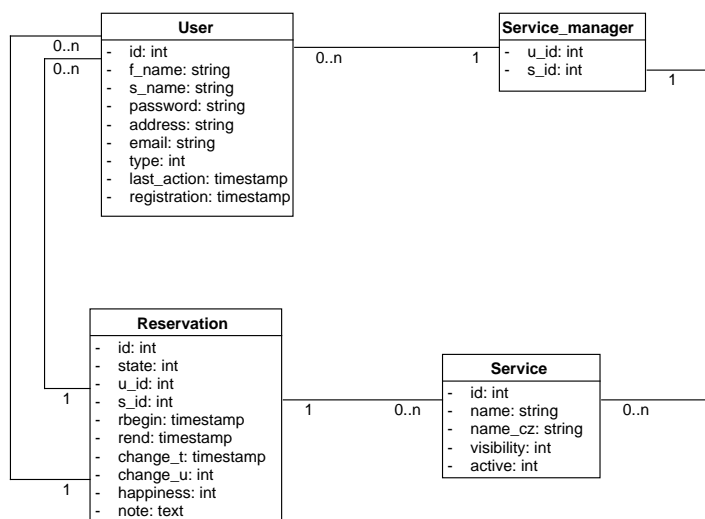 User
- id: int
- f_name: string
- s_name: string
- password: string
- address: string
- email: string
- type: int
- last_action: timestamp
- registration: timestamp
0..n
0..n
0..n
1
Service_manager
- u_id: int
- s_id: int
1
Reservation
- id: int
- state: int
- u_id: int
- s_id: int
- rbegin: timestamp
- rend: timestamp
- change_t: timestamp
- change_u: int
- happiness: int
- note: text
1
1
1
0..n
Service
- id: int
- name: string
- name_cz: string
- visibility: int
- active: int
0..n